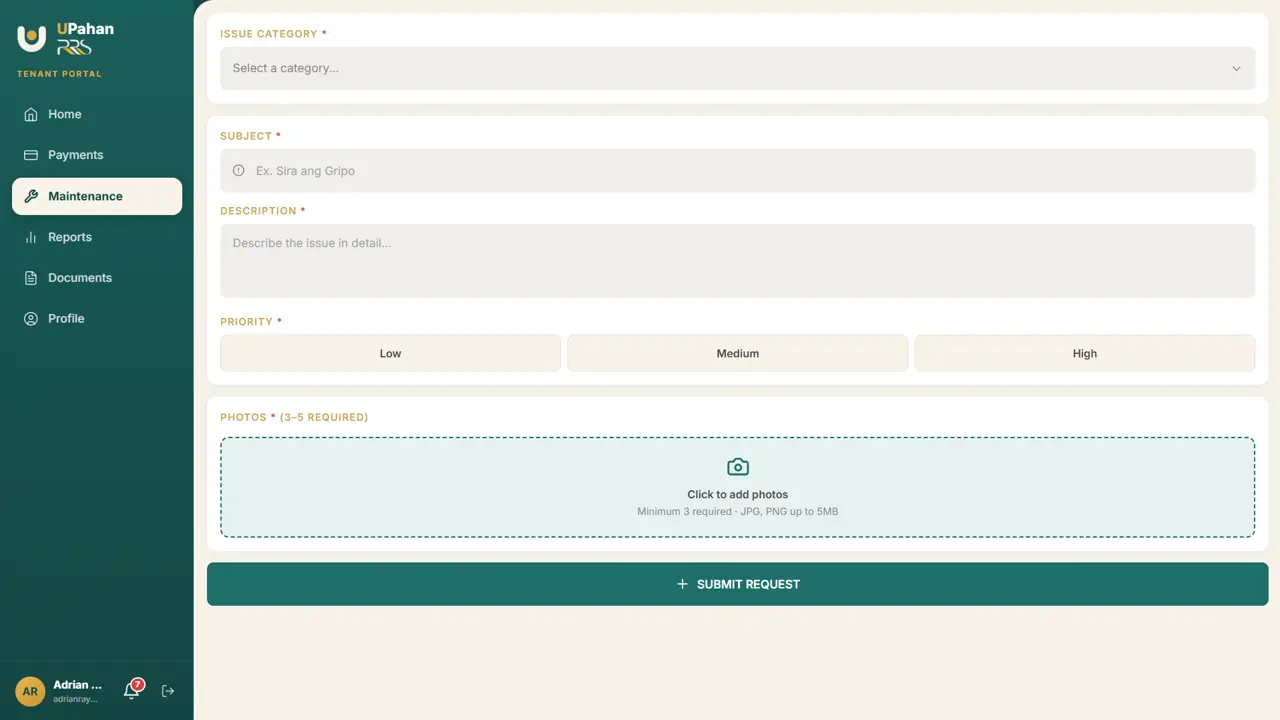 UPahan
RRS
TENANT PORTAL
Home
Payments
Maintenance
Reports
Documents
Profile
AR
Adrian ...
adrianray...
7
ISSUE CATEGORY *
Select a category...
SUBJECT *
Ex. Sira ang Gripo
DESCRIPTION *
Describe the issue in detail...
PRIORITY *
Low
Medium
High
PHOTOS * (3–5 REQUIRED)
Click to add photos
Minimum 3 required · JPG, PNG up to 5MB
SUBMIT REQUEST